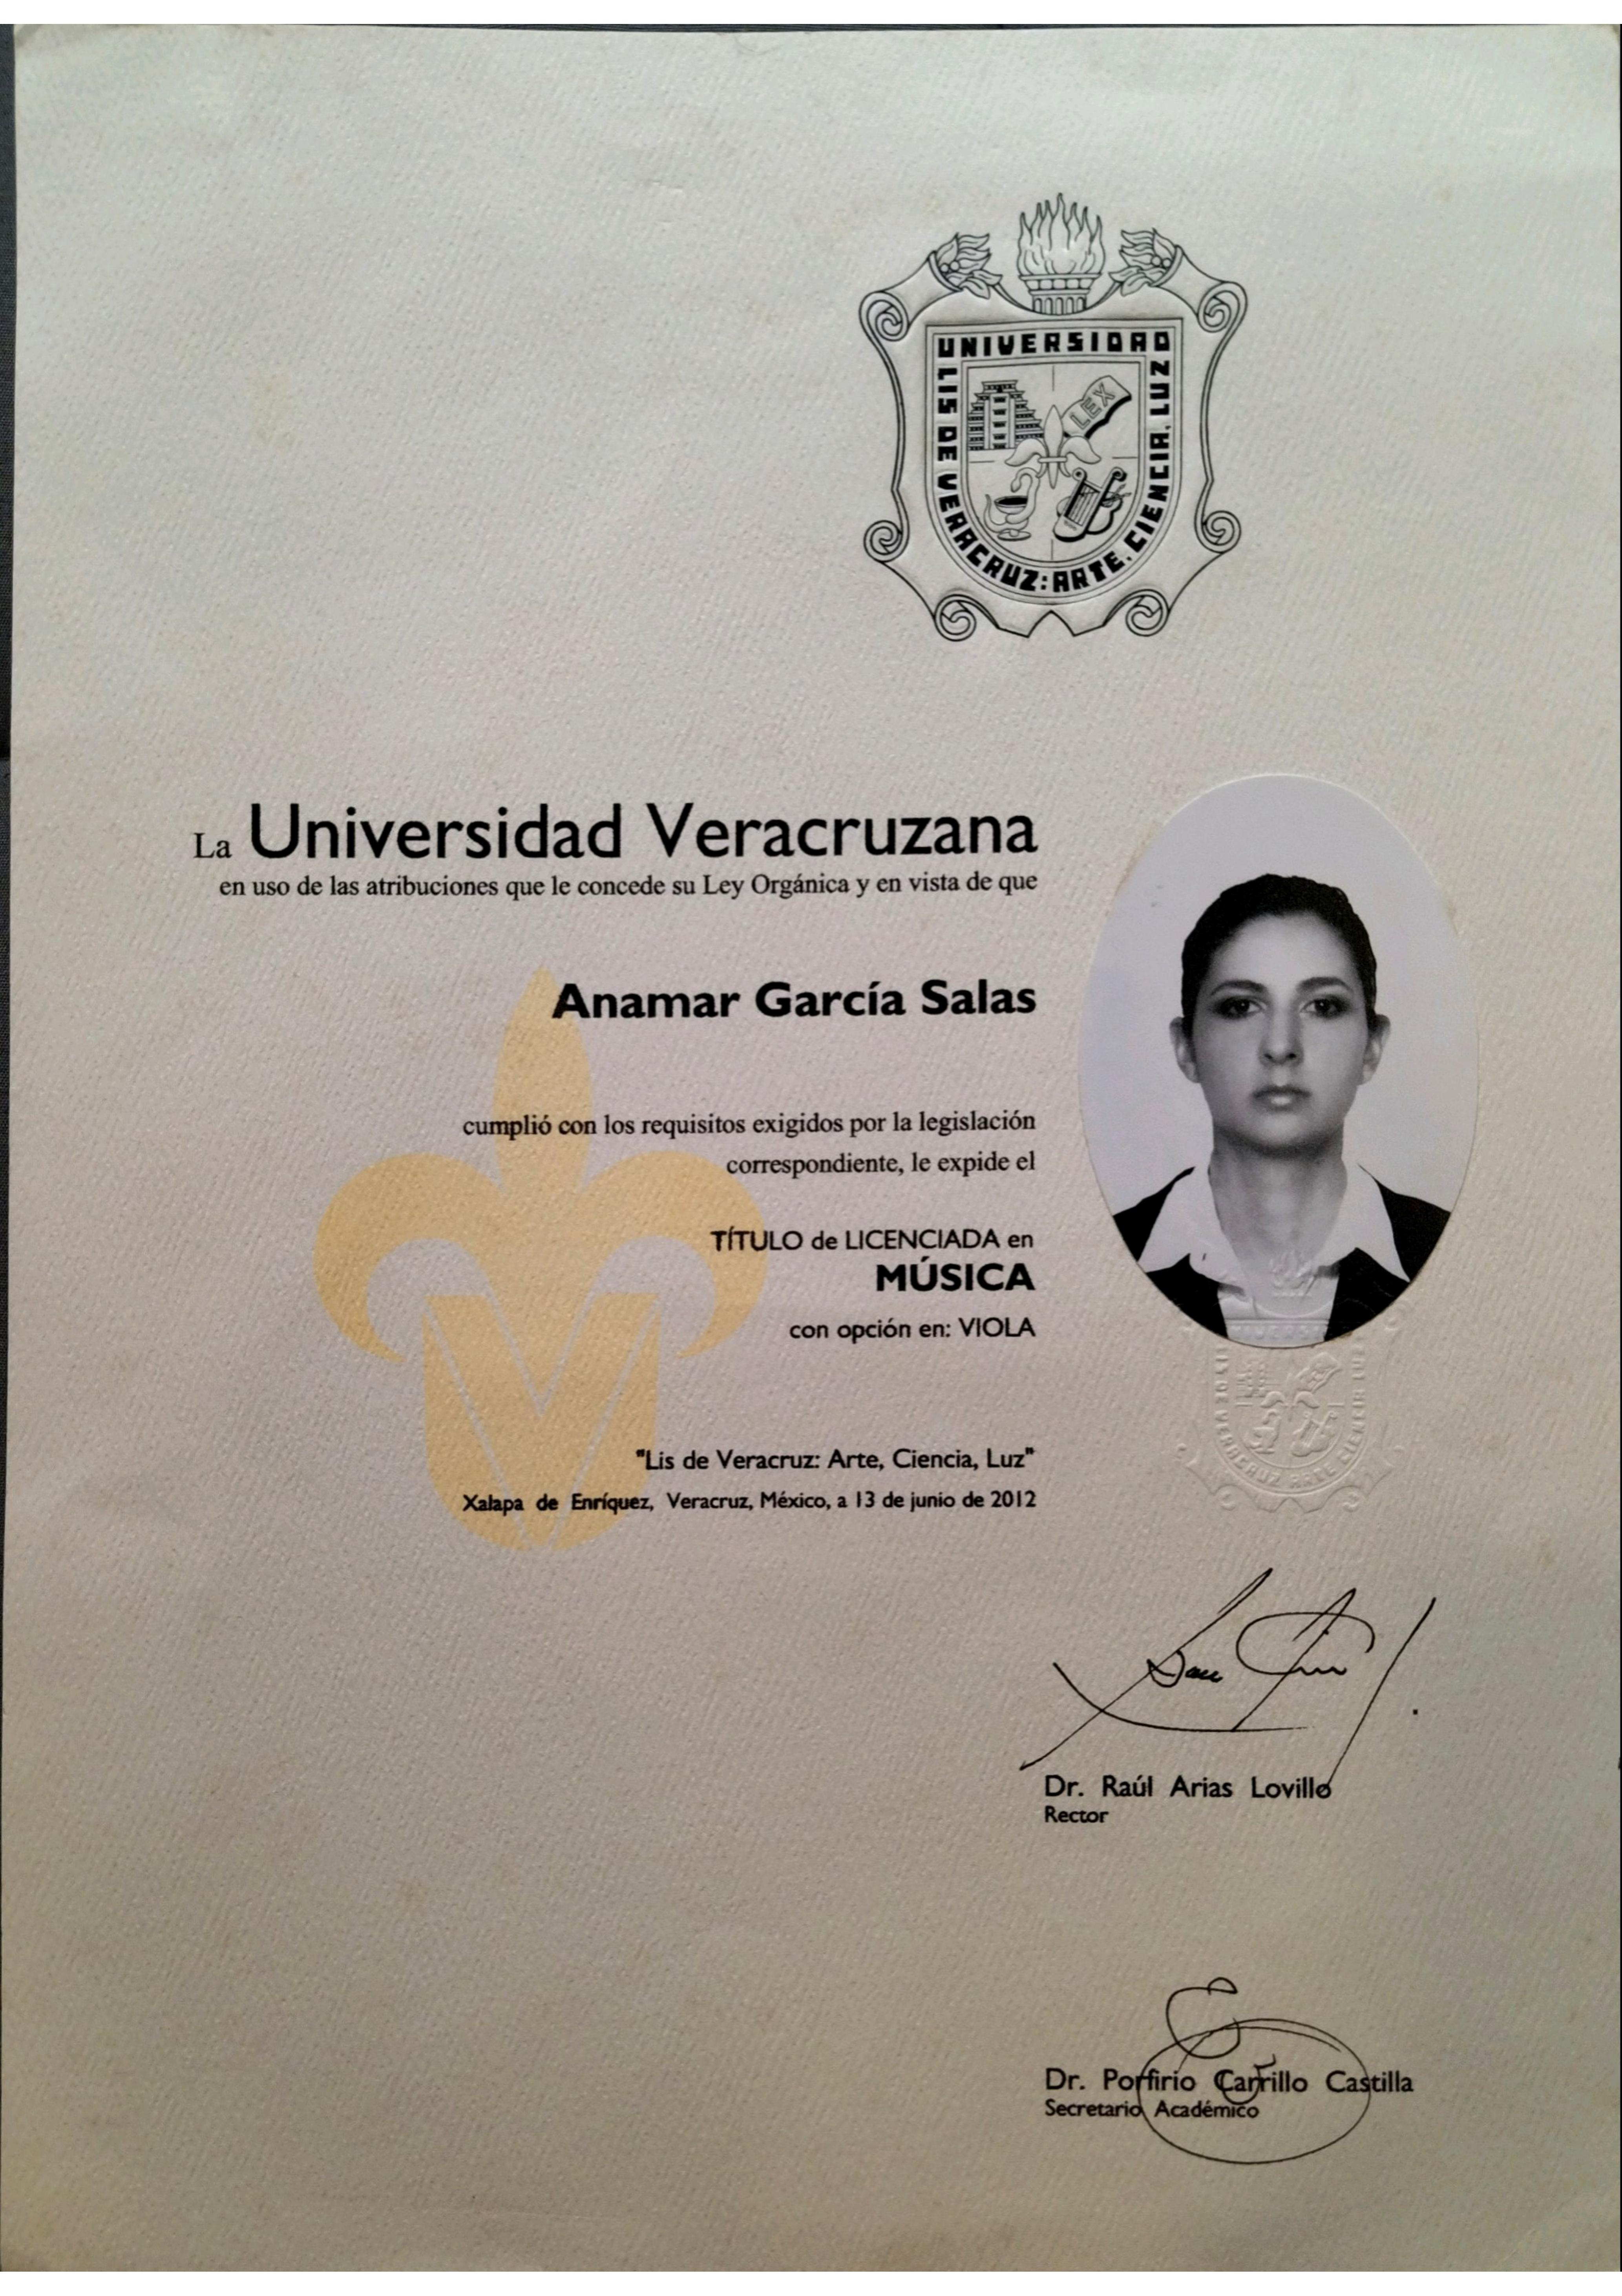 UNIVERSIDAD
LIS DE VERACRUZ: ARTE, CIENCIA, LUZ
LEX
La Universidad Veracruzana
en uso de las atribuciones que le concede su Ley Orgánica y en vista de que
Anamar García Salas
cumplió con los requisitos exigidos por la legislación
correspondiente, le expide el
TÍTULO de LICENCIADA en
MÚSICA
con opción en: VIOLA
"Lis de Veracruz: Arte, Ciencia, Luz"
Xalapa de Enríquez, Veracruz, México, a 13 de junio de 2012
Dr. Raúl Arias Lovillo
Rector
Dr. Porfirio Carrillo Castilla
Secretario Académico